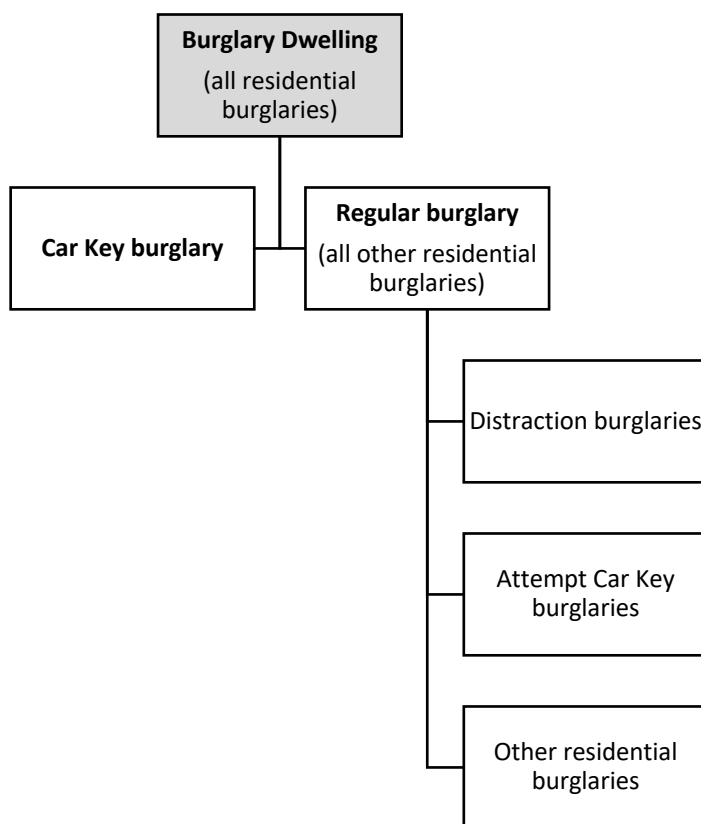 Burglary Dwelling
(all residential
burglaries)
Car Key burglary
Regular burglary
(all other residential
burglaries)
Distraction burglaries
Attempt Car Key
burglaries
Other residential
burglaries